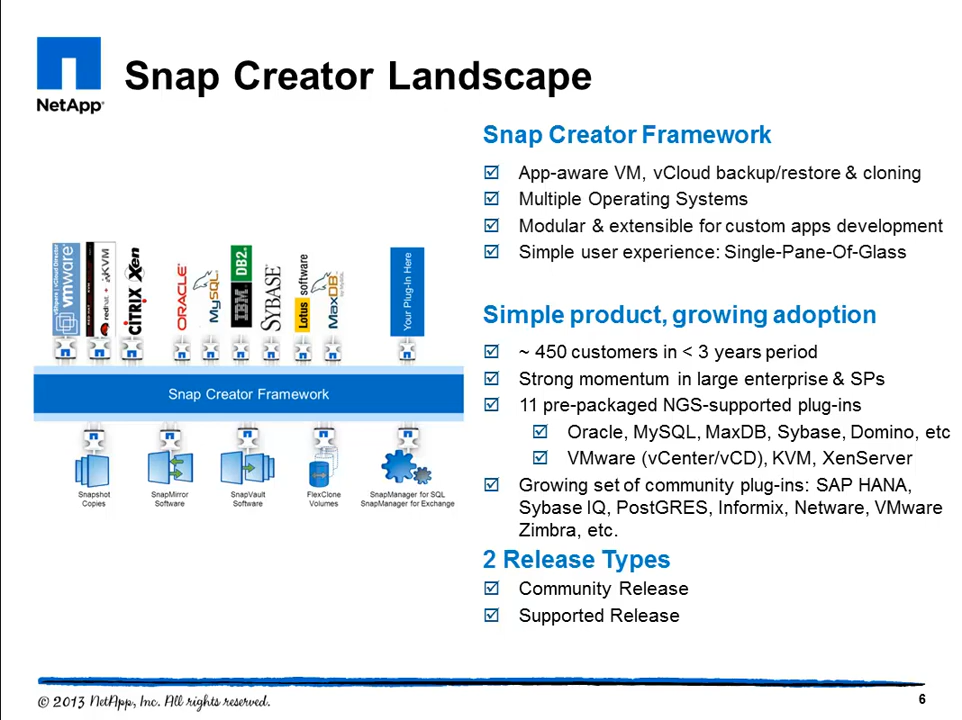 NetApp
Snap Creator Landscape
Snap Creator Framework
App-aware VM, vCloud backup/restore & cloning
Multiple Operating Systems
Modular & extensible for custom apps development
Simple user experience: Single-Pane-Of-Glass
Simple product, growing adoption
~ 450 customers in < 3 years period
Strong momentum in large enterprise & SPs
11 pre-packaged NGS-supported plug-ins
Oracle, MySQL, MaxDB, Sybase, Domino, etc
VMware (vCenter/vCD), KVM, XenServer
Growing set of community plug-ins: SAP HANA,
Sybase IQ, PostGRES, Informix, Netware, VMware
Zimbra, etc.
2 Release Types
Community Release
Supported Release
vmware
redhat KVM
CITRIX Xen
ORACLE
MySQL
IBM DB2
SYBASE
Lotus software
MaxDB
by MySQL
Your Plug-In Here
Snap Creator Framework
Snapshot
Copies
SnapMirror
Software
SnapVault
Software
FlexClone
Volumes
SnapManager for SQL
SnapManager for Exchange
© 2013 NetApp, Inc. All rights reserved.
6